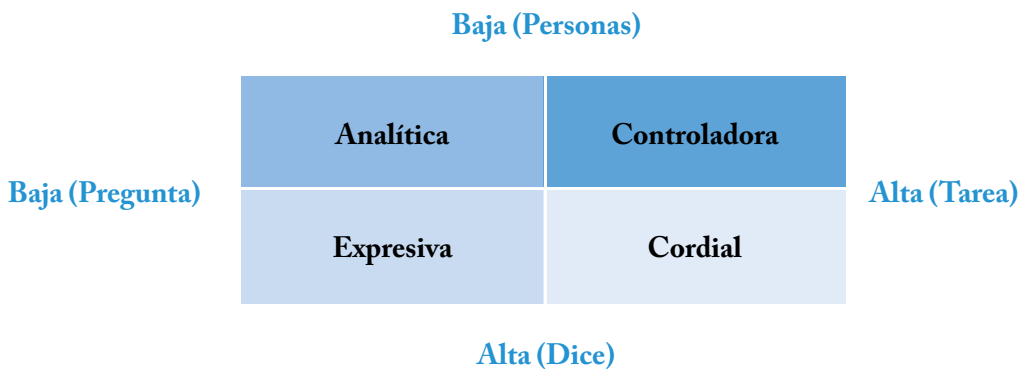 Baja (Personas)
Analítica
Controladora
Baja (Pregunta)
Alta (Tarea)
Expresiva
Cordial
Alta (Dice)